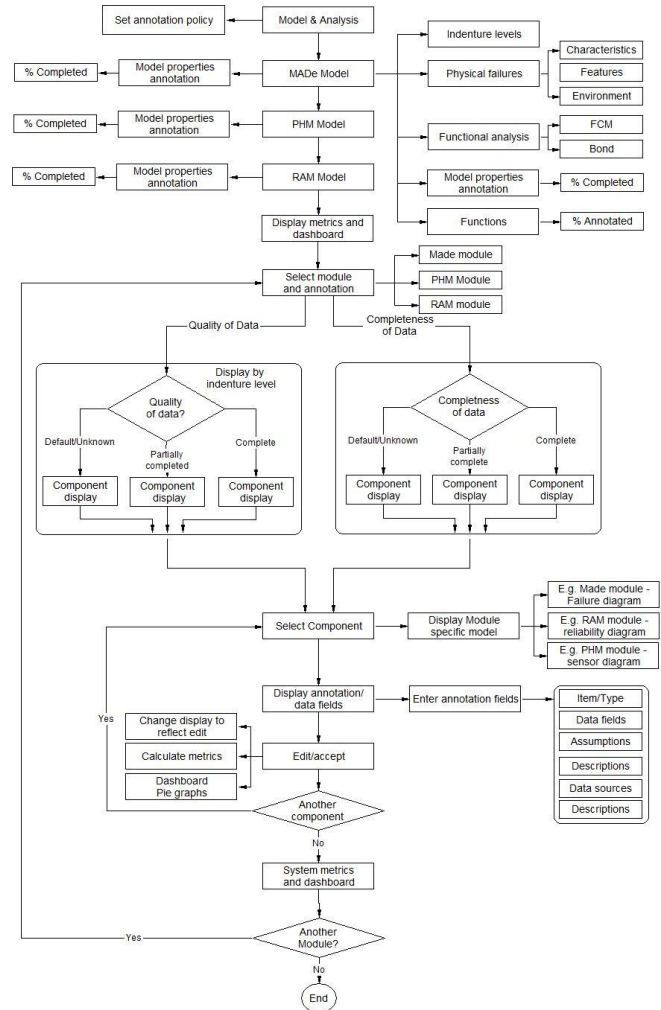 Set annotation policy
Model & Analysis
Indenture levels
% Completed
Model properties
annotation
MADe Model
Physical failures
Characteristics
Features
Environment
% Completed
Model properties
annotation
PHM Model
Functional analysis
FCM
Bond
% Completed
Model properties
annotation
RAM Model
Model properties
annotation
% Completed
Display metrics and
dashboard
Functions
% Annotated
Select module
and annotation
Made module
PHM Module
RAM module
Quality of Data
Completeness
of Data
Display by
indenture level
Quality
of data?
Default/Unknown
Partially
completed
Complete
Component
display
Component
display
Component
display
Completness
of data
Default/Unknown
Partially
complete
Complete
Component
display
Component
display
Component
display
Select Component
Display Module
specific model
E.g. Made module -
Failure diagram
E.g. RAM module -
reliability diagram
E.g. PHM module -
sensor diagram
Display annotation/
data fields
Enter annotation fields
Item/Type
Data fields
Assumptions
Descriptions
Data sources
Descriptions
Yes
Change display to
reflect edit
Calculate metrics
Dashboard
Pie graphs
Edit/accept
Another
component
No
System metrics
and dashboard
Yes
Another
Module?
No
End